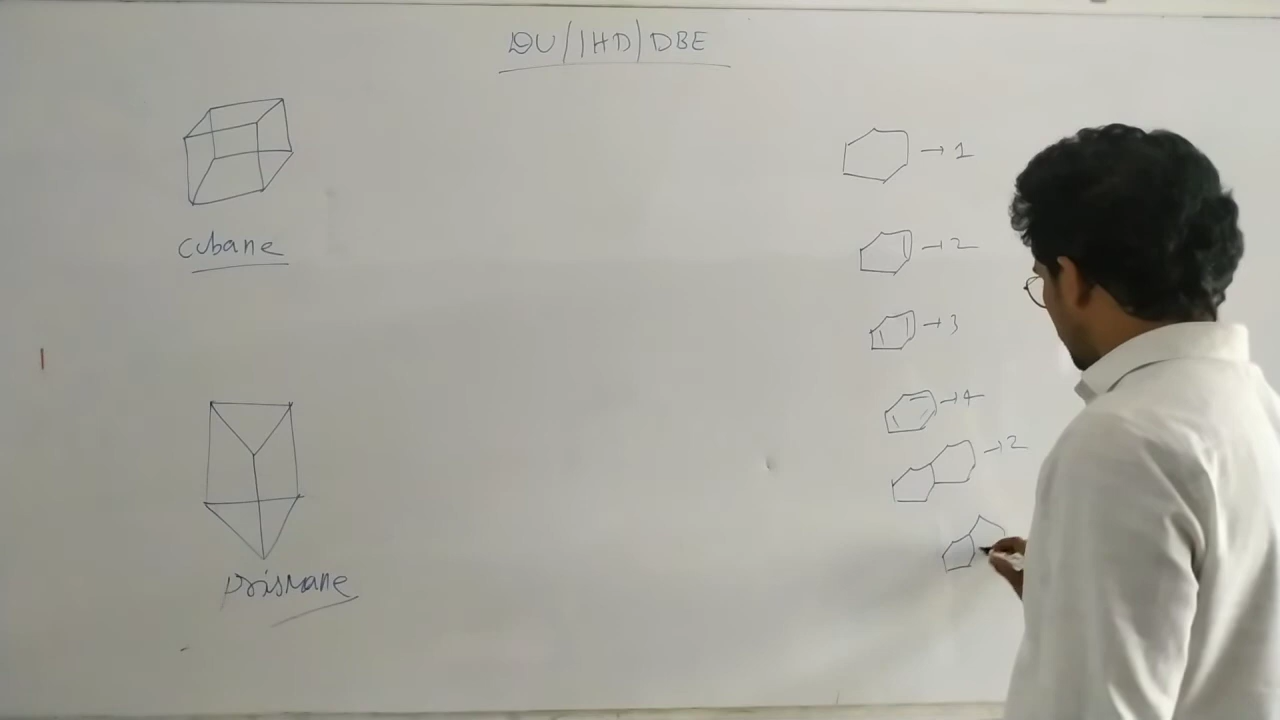 DU/IHD/DBE
cubane
prismane
→1
→2
→3
→4
→2